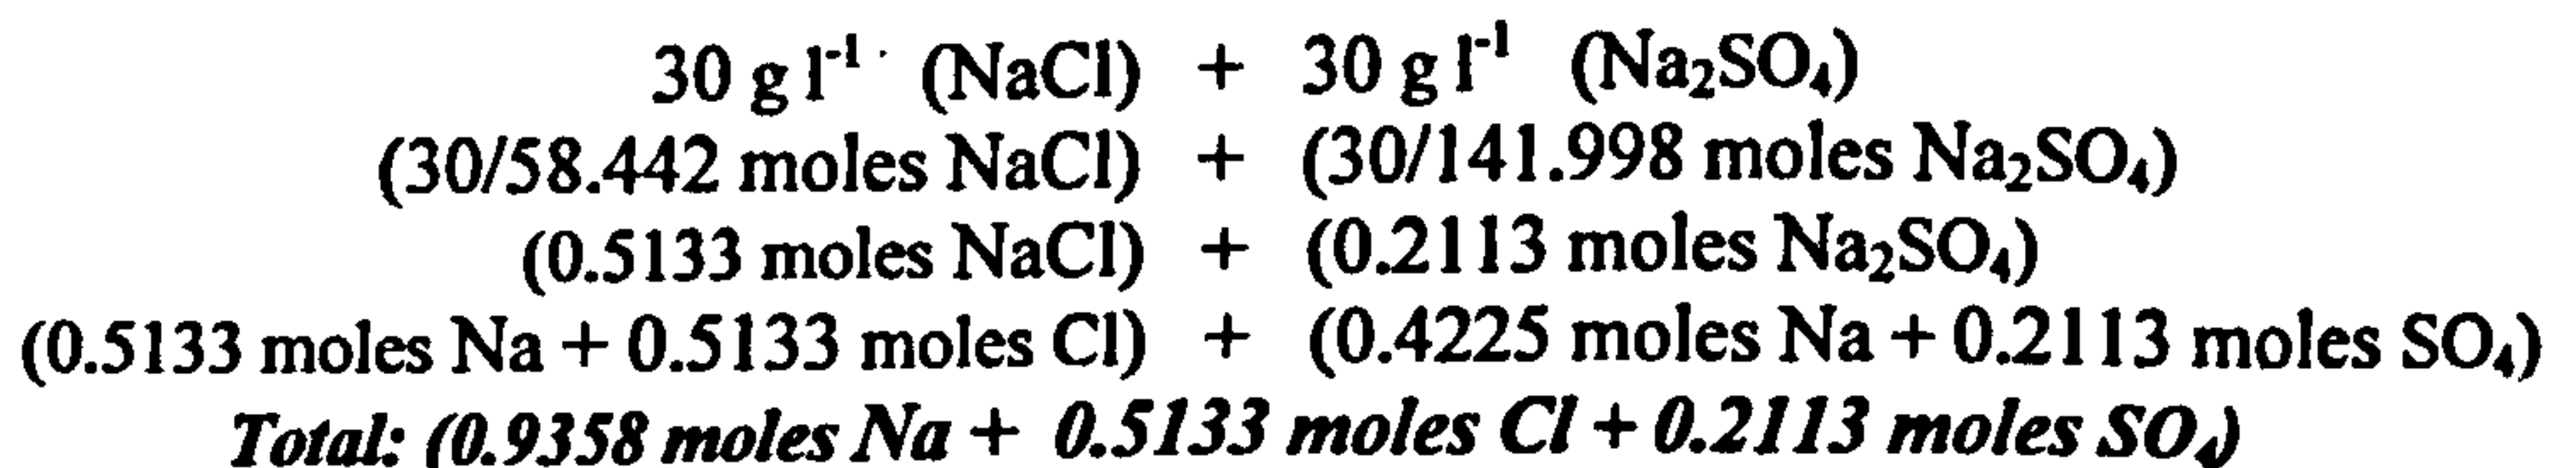 30 g l⁻¹ (NaCl) + 30 g l⁻¹ (Na₂SO₄)
(30/58.442 moles NaCl) + (30/141.998 moles Na₂SO₄)
(0.5133 moles NaCl) + (0.2113 moles Na₂SO₄)
(0.5133 moles Na + 0.5133 moles Cl) + (0.4225 moles Na + 0.2113 moles SO₄)
Total: (0.9358 moles Na + 0.5133 moles Cl + 0.2113 moles SO₄)